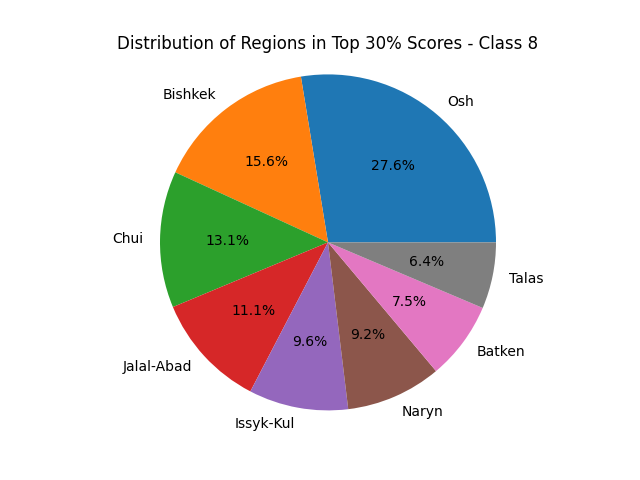 Distribution of Regions in Top 30% Scores - Class 8
Osh
27.6%
Bishkek
15.6%
Chui
13.1%
Jalal-Abad
11.1%
Issyk-Kul
9.6%
Naryn
9.2%
Batken
7.5%
Talas
6.4%